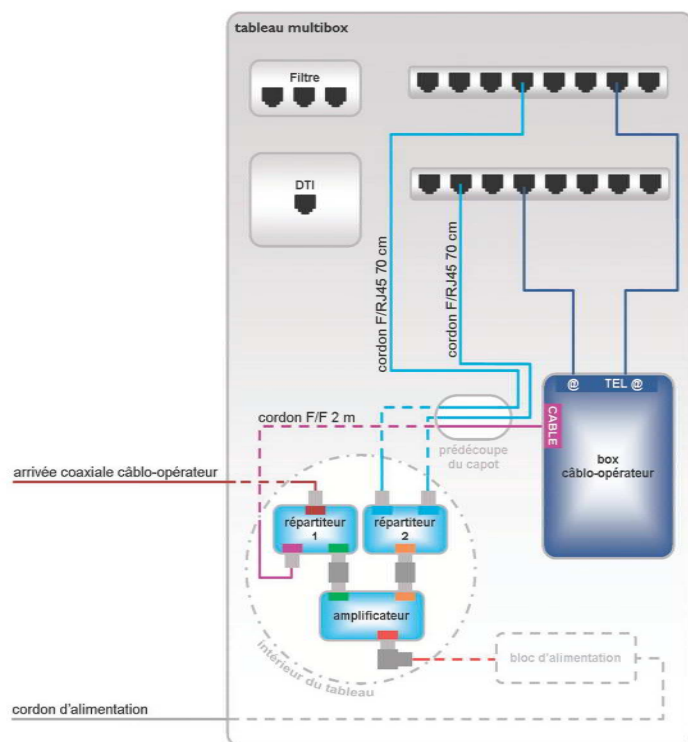 tableau multibox
Filtre
DTI
cordon F/RJ45 70 cm
cordon F/RJ45 70 cm
@
TEL @
CABLE
cordon F/F 2 m
prédécoupe
du capot
box
câblo-opérateur
arrivée coaxiale câblo-opérateur
répartiteur
1
répartiteur
2
amplificateur
intérieur du tableau
bloc d'alimentation
cordon d'alimentation